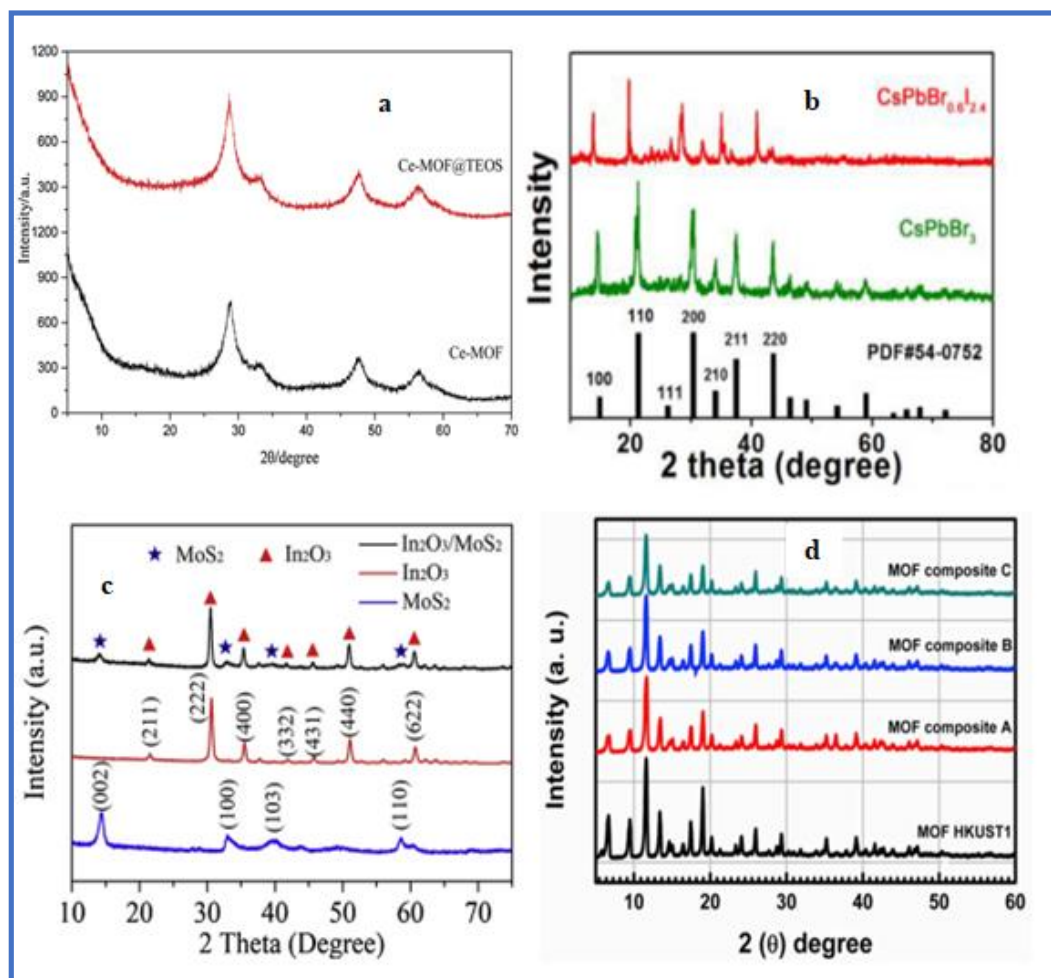 a
1200
900
600
300
900
600
300
0
Intensity/a.u.
Ce-MOF@TEOS
Ce-MOF
10 20 30 40 50 60 70
2θ/degree
b
CsPbBr0.6I2.4
CsPbBr3
Intensity
110 200
211 220
100 111 210
PDF#54-0752
20 40 60 80
2 theta (degree)
c
★ MoS2 ▲ In2O3
In2O3/MoS2
In2O3
MoS2
Intensity (a.u.)
(211) (222) (400) (332) (431) (440) (622)
(002) (100) (103) (110)
10 20 30 40 50 60 70
2 Theta (Degree)
d
MOF composite C
MOF composite B
MOF composite A
MOF HKUST1
Intensity (a. u.)
10 20 30 40 50 60
2 (θ) degree